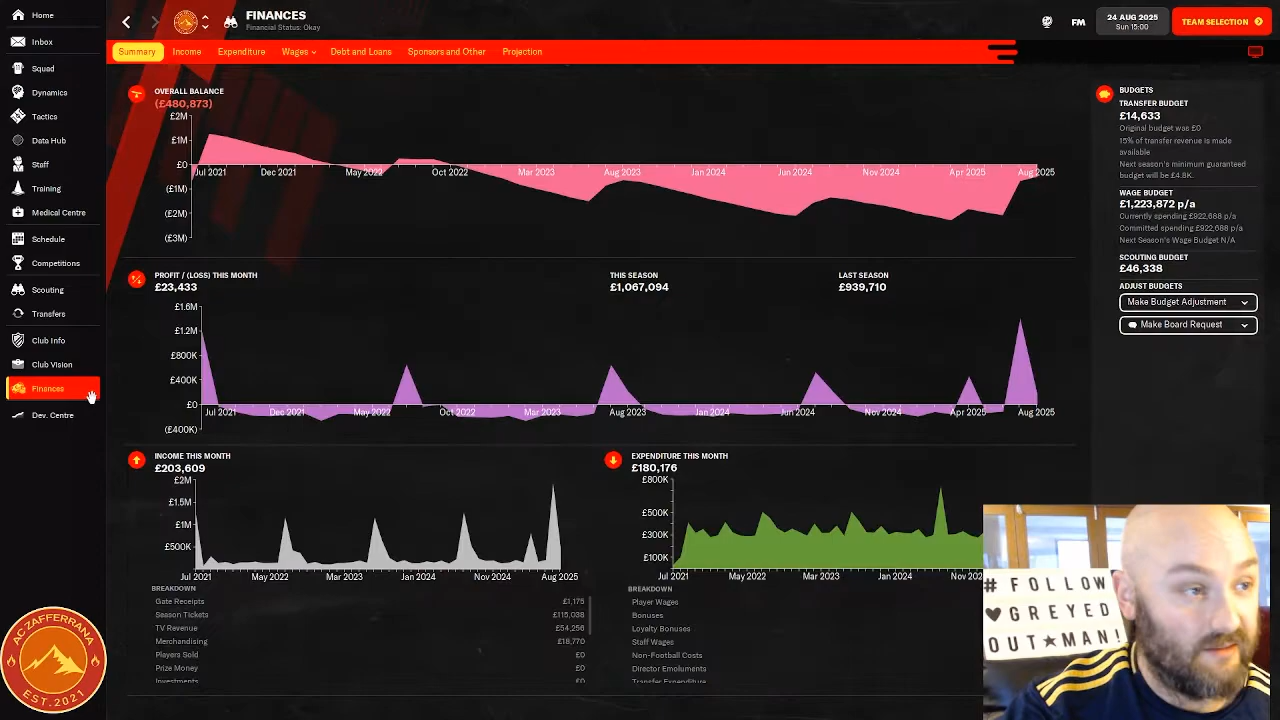 Home
Inbox
Squad
Dynamics
Tactics
Data Hub
Staff
Training
Medical Centre
Schedule
Competitions
Scouting
Transfers
Club Info
Club Vision
Finances
Dev. Centre
ACZAFFERRANA
EST.2021
FINANCES
Financial Status: Okay
FM
24 AUG 2025
Sun 15:00
TEAM SELECTION
Summary Income Expenditure Wages Debt and Loans Sponsors and Other Projection
OVERALL BALANCE
(£480,873)
£2M
£1M
£0
(£1M)
(£2M)
(£3M)
Jul 2021 Dec 2021 May 2022 Oct 2022 Mar 2023 Aug 2023 Jan 2024 Jun 2024 Nov 2024 Apr 2025 Aug 2025
PROFIT / (LOSS) THIS MONTH
£23,433
THIS SEASON
£1,067,094
LAST SEASON
£939,710
£1.6M
£1.2M
£800K
£400K
£0
(£400K)
Jul 2021 Dec 2021 May 2022 Oct 2022 Mar 2023 Aug 2023 Jan 2024 Jun 2024 Nov 2024 Apr 2025 Aug 2025
INCOME THIS MONTH
£203,609
£2M
£1.5M
£1M
£500K
Jul 2021 May 2022 Mar 2023 Jan 2024 Nov 2024 Aug 2025
BREAKDOWN
Gate Receipts £1,175
Season Tickets £115,038
TV Revenue £54,256
Merchandising £18,770
Players Sold £0
Prize Money £0
Investments £0
EXPENDITURE THIS MONTH
£180,176
£800K
£500K
£300K
£100K
Jul 2021 May 2022 Mar 2023 Jan 2024
BREAKDOWN
Player Wages
Bonuses
Loyalty Bonuses
Staff Wages
Non-Football Costs
Director Emoluments
Transfer Expenditure
BUDGETS
TRANSFER BUDGET
£14,633
Original budget was £0
15% of transfer revenue is made
available
Next season's minimum guaranteed
budget will be £4.8K.
WAGE BUDGET
£1,223,872 p/a
Currently spending £922,688 p/a
Committed spending £922,688 p/a
Next Season's Wage Budget N/A
SCOUTING BUDGET
£46,338
ADJUST BUDGETS
Make Budget Adjustment
Make Board Request
# FOLLOW
♥ GREYED
OUT★MAN!